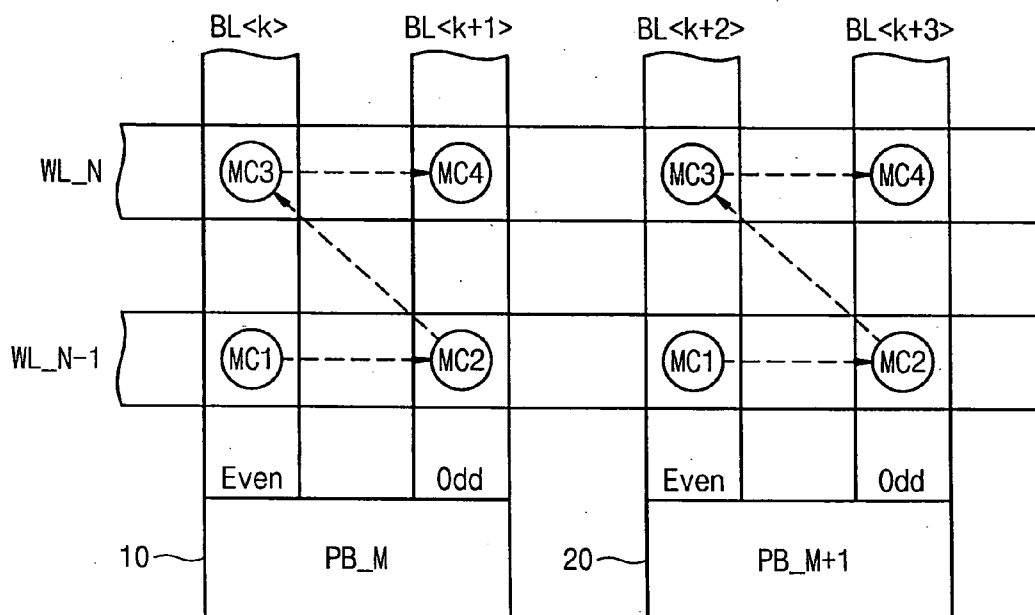 BL<k> BL<k+1> BL<k+2> BL<k+3>
WL_N MC3 MC4 MC3 MC4
WL_N-1 MC1 MC2 MC1 MC2
Even Odd Even Odd
10 PB_M 20 PB_M+1